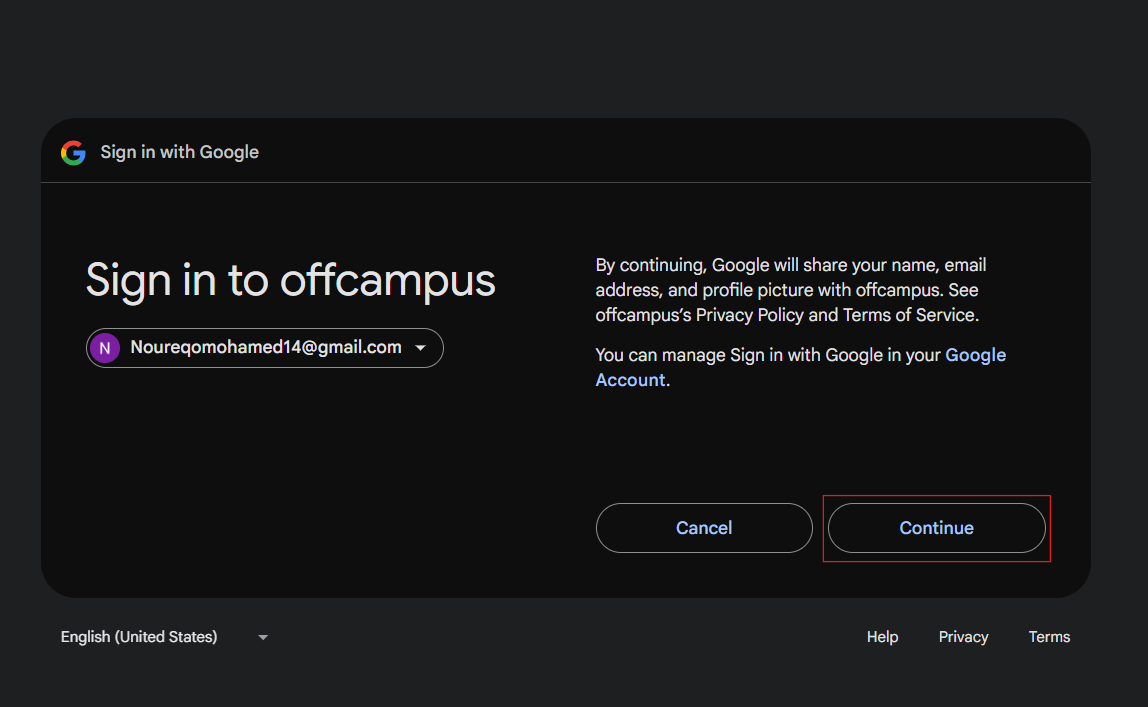 Sign in with Google
Sign in to offcampus
N Noureqomohamed14@gmail.com
By continuing, Google will share your name, email
address, and profile picture with offcampus. See
offcampus's Privacy Policy and Terms of Service.
You can manage Sign in with Google in your Google
Account.
Cancel Continue
English (United States) Help Privacy Terms